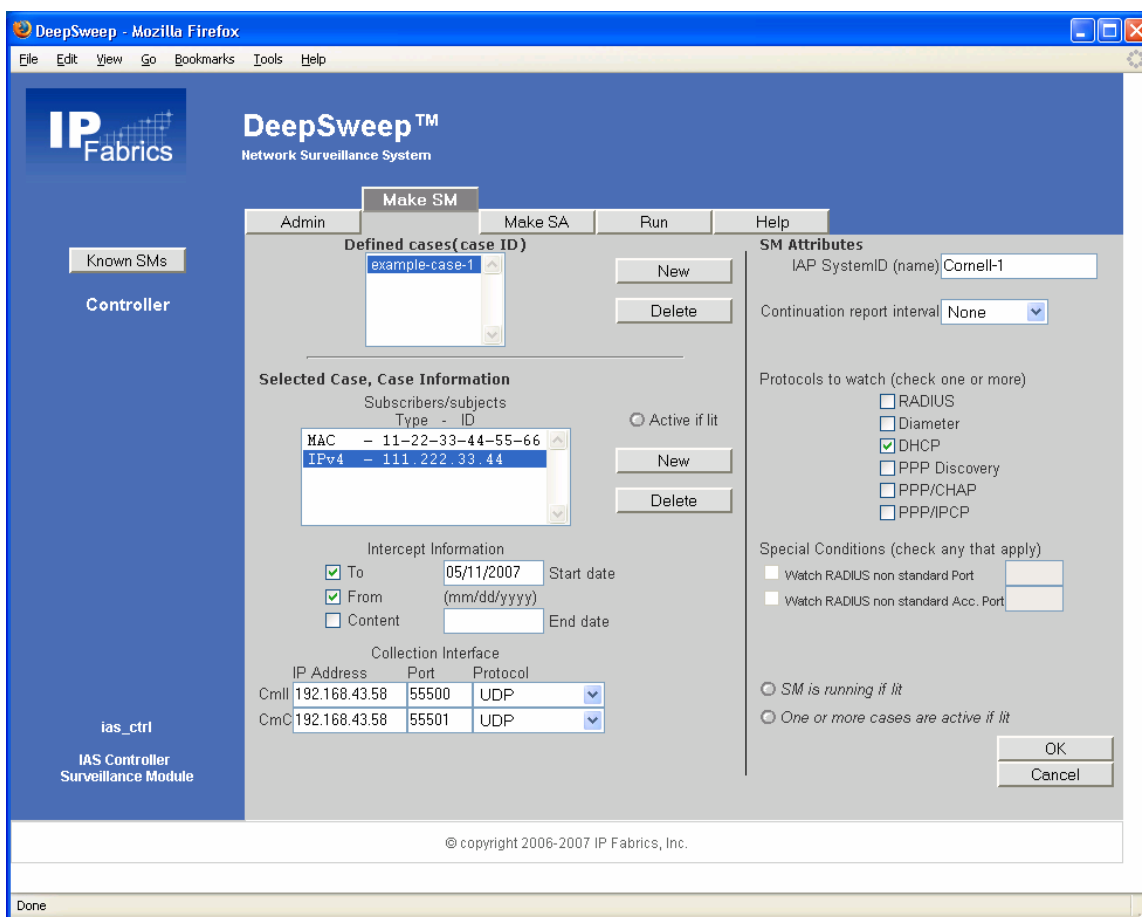 DeepSweep - Mozilla Firefox
File Edit View Go Bookmarks Tools Help
IP Fabrics
DeepSweep™
Network Surveillance System
Admin
Make SM
Make SA
Run
Help
Known SMs
Controller
Defined cases(case ID)
example-case-1
New
Delete
Selected Case, Case Information
Subscribers/subjects
Type - ID
MAC - 11-22-33-44-55-66
IPv4 - 111.222.33.44
Active if lit
New
Delete
Intercept Information
To 05/11/2007 Start date
From (mm/dd/yyyy)
Content End date
Collection Interface
IP Address Port Protocol
CmII 192.168.43.58 55500 UDP
CmC 192.168.43.58 55501 UDP
SM Attributes
IAP SystemID (name) Cornell-1
Continuation report interval None
Protocols to watch (check one or more)
RADIUS
Diameter
DHCP
PPP Discovery
PPP/CHAP
PPP/IPCP
Special Conditions (check any that apply)
Watch RADIUS non standard Port
Watch RADIUS non standard Acc. Port
SM is running if lit
One or more cases are active if lit
OK
Cancel
ias_ctrl
IAS Controller
Surveillance Module
© copyright 2006-2007 IP Fabrics, Inc.
Done